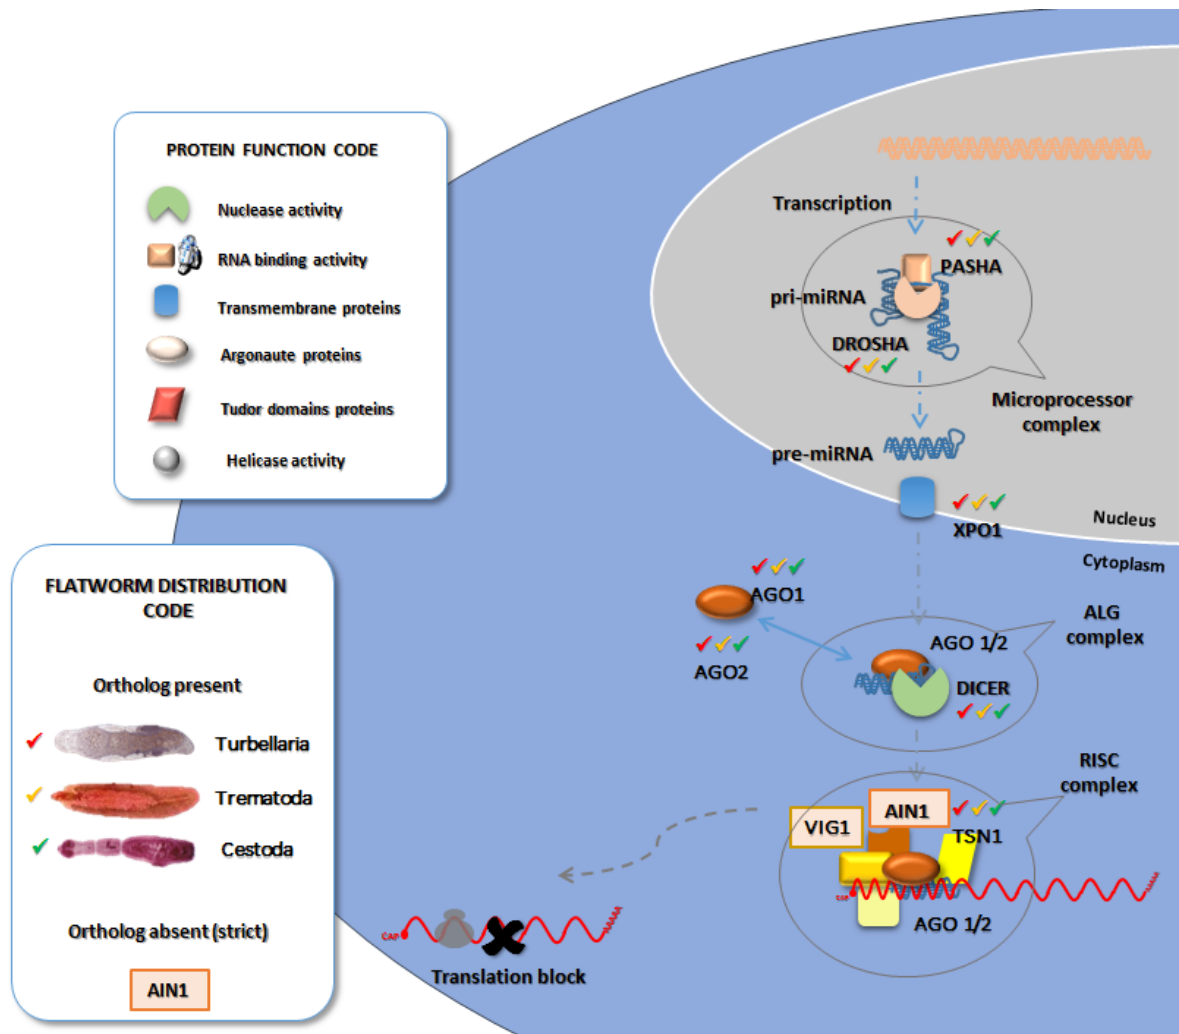 PROTEIN FUNCTION CODE
Nuclease activity
RNA binding activity
Transmembrane proteins
Argonaute proteins
Tudor domains proteins
Helicase activity
FLATWORM DISTRIBUTION
CODE
Ortholog present
Turbellaria
Trematoda
Cestoda
Ortholog absent (strict)
AIN1
Transcription
PASHA
pri-miRNA
DROSHA
Microprocessor
complex
pre-miRNA
XPO1
Nucleus
Cytoplasm
AGO1
AGO2
ALG
complex
AGO 1/2
DICER
RISC
complex
AIN1
VIG1
TSN1
CAP
AGO 1/2
CAP
AAAAA
Translation block